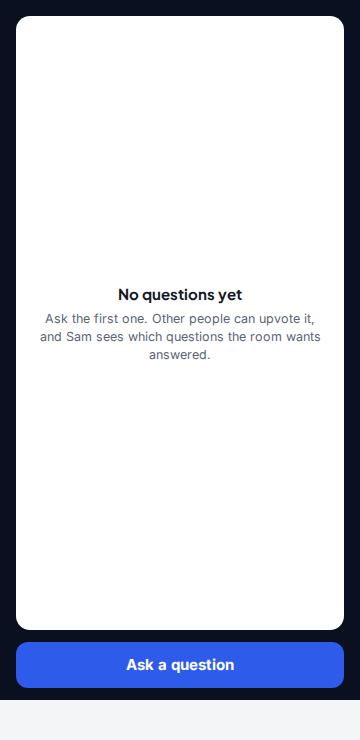 No questions yet
Ask the first one. Other people can upvote it,
and Sam sees which questions the room wants
answered.
Ask a question